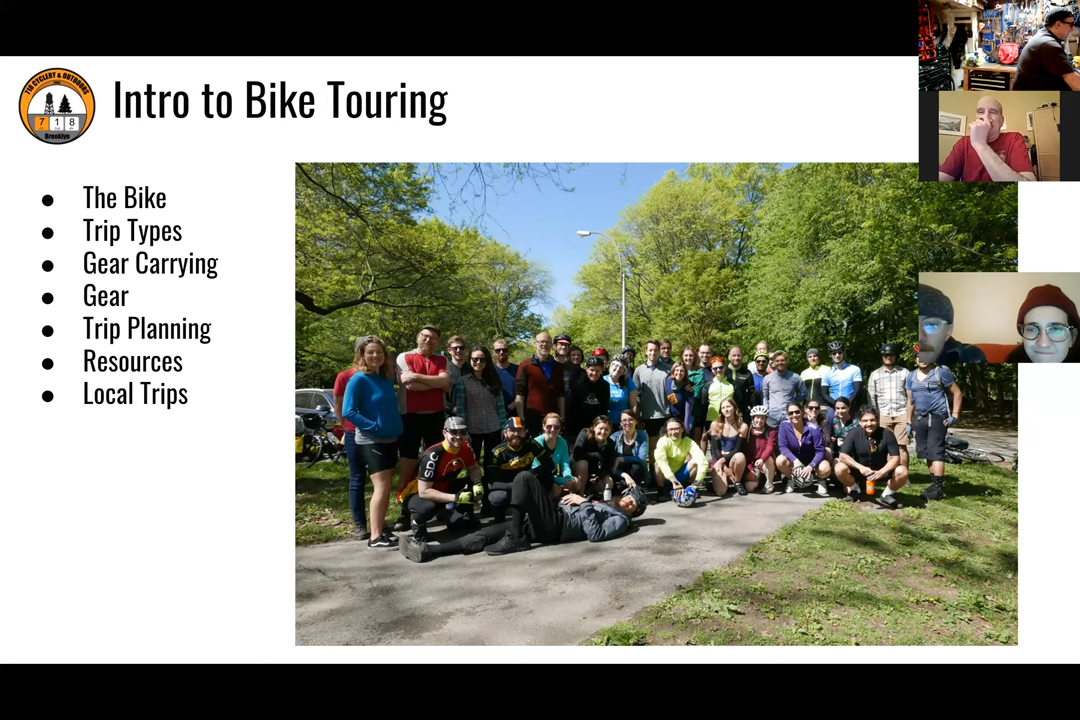 718 CYCLERY & OUTDOORS
7 1 8
Brooklyn
Intro to Bike Touring
The Bike
Trip Types
Gear Carrying
Gear
Trip Planning
Resources
Local Trips
SDC